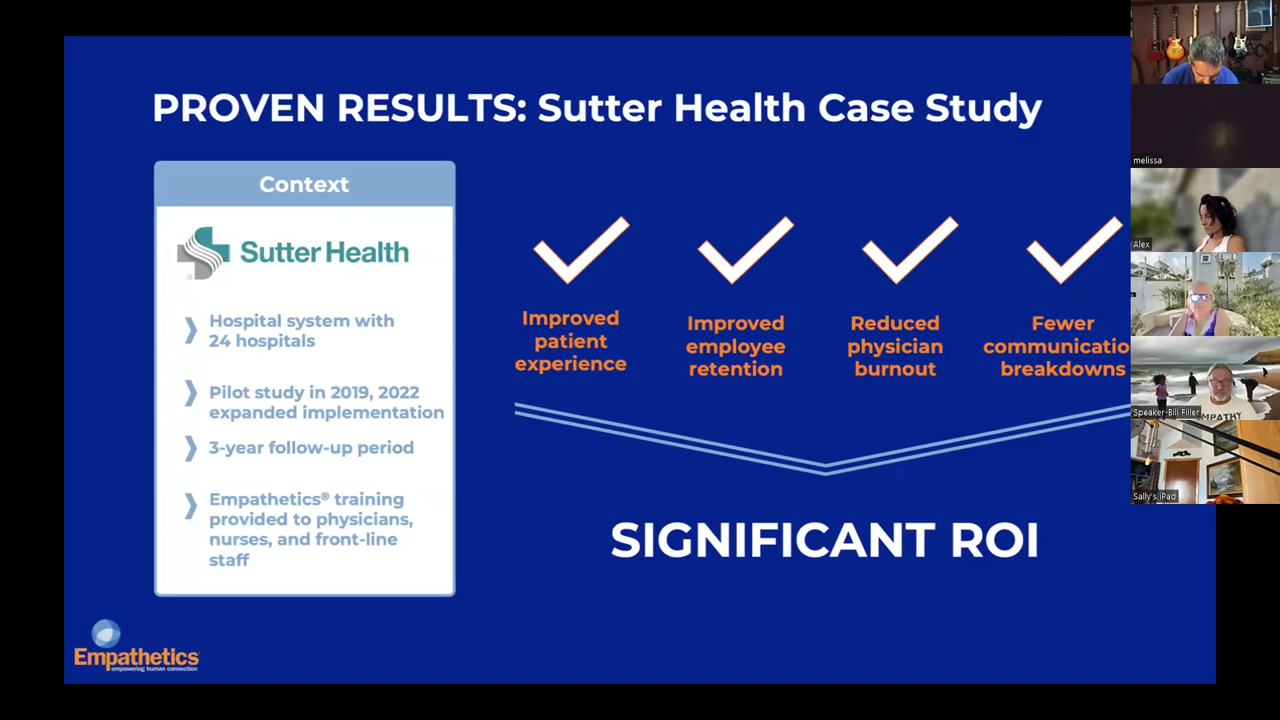 PROVEN RESULTS: Sutter Health Case Study
Context
Sutter Health
®
Hospital system with
24 hospitals
Pilot study in 2019, 2022
expanded implementation
3-year follow-up period
Empathetics® training
provided to physicians,
nurses, and front-line
staff
Improved
patient
experience
Improved
employee
retention
Reduced
physician
burnout
Fewer
communicatio
breakdowns
SIGNIFICANT ROI
Empathetics
empowering human connection
melissa
Alex
Speaker-Bill Filler
EMPATHY
Sally's iPad